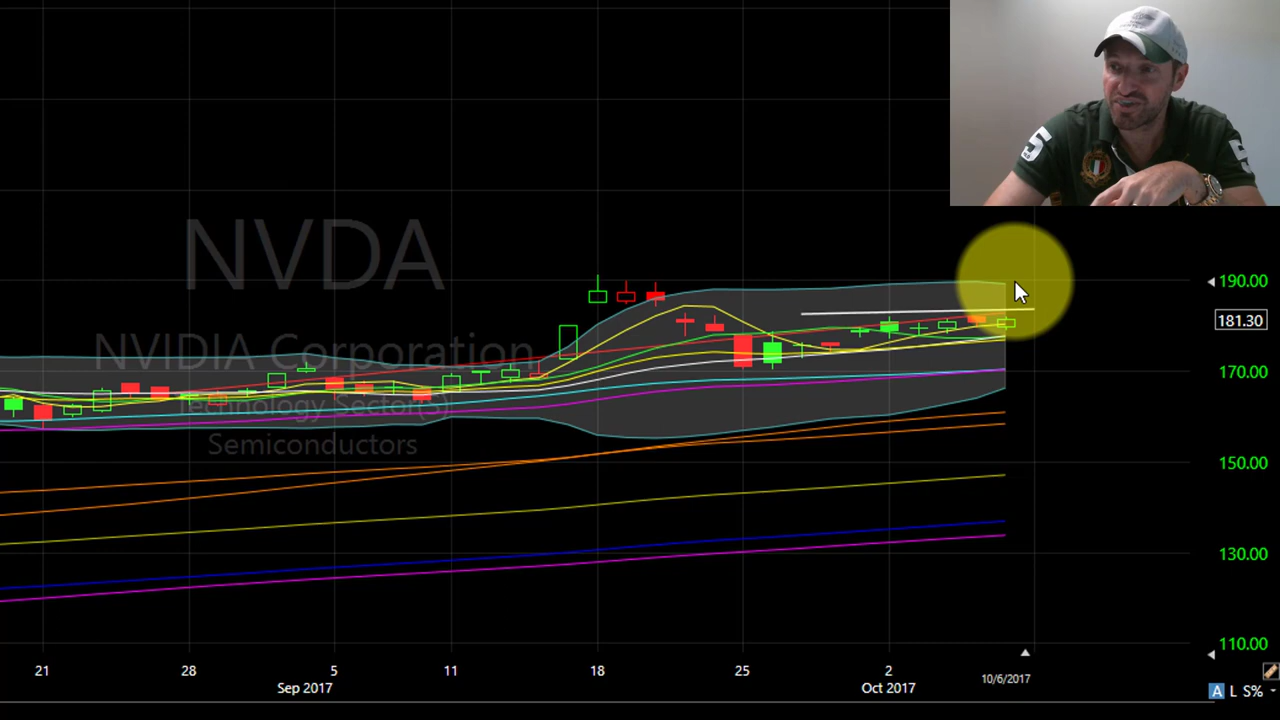 5
NVDA
NVIDIA Corporation
Technology Sector(s)
Semiconductors
190.00
181.30
170.00
150.00
130.00
110.00
21
28
5
11
18
25
2
10/6/2017
Sep 2017
Oct 2017
A L S%